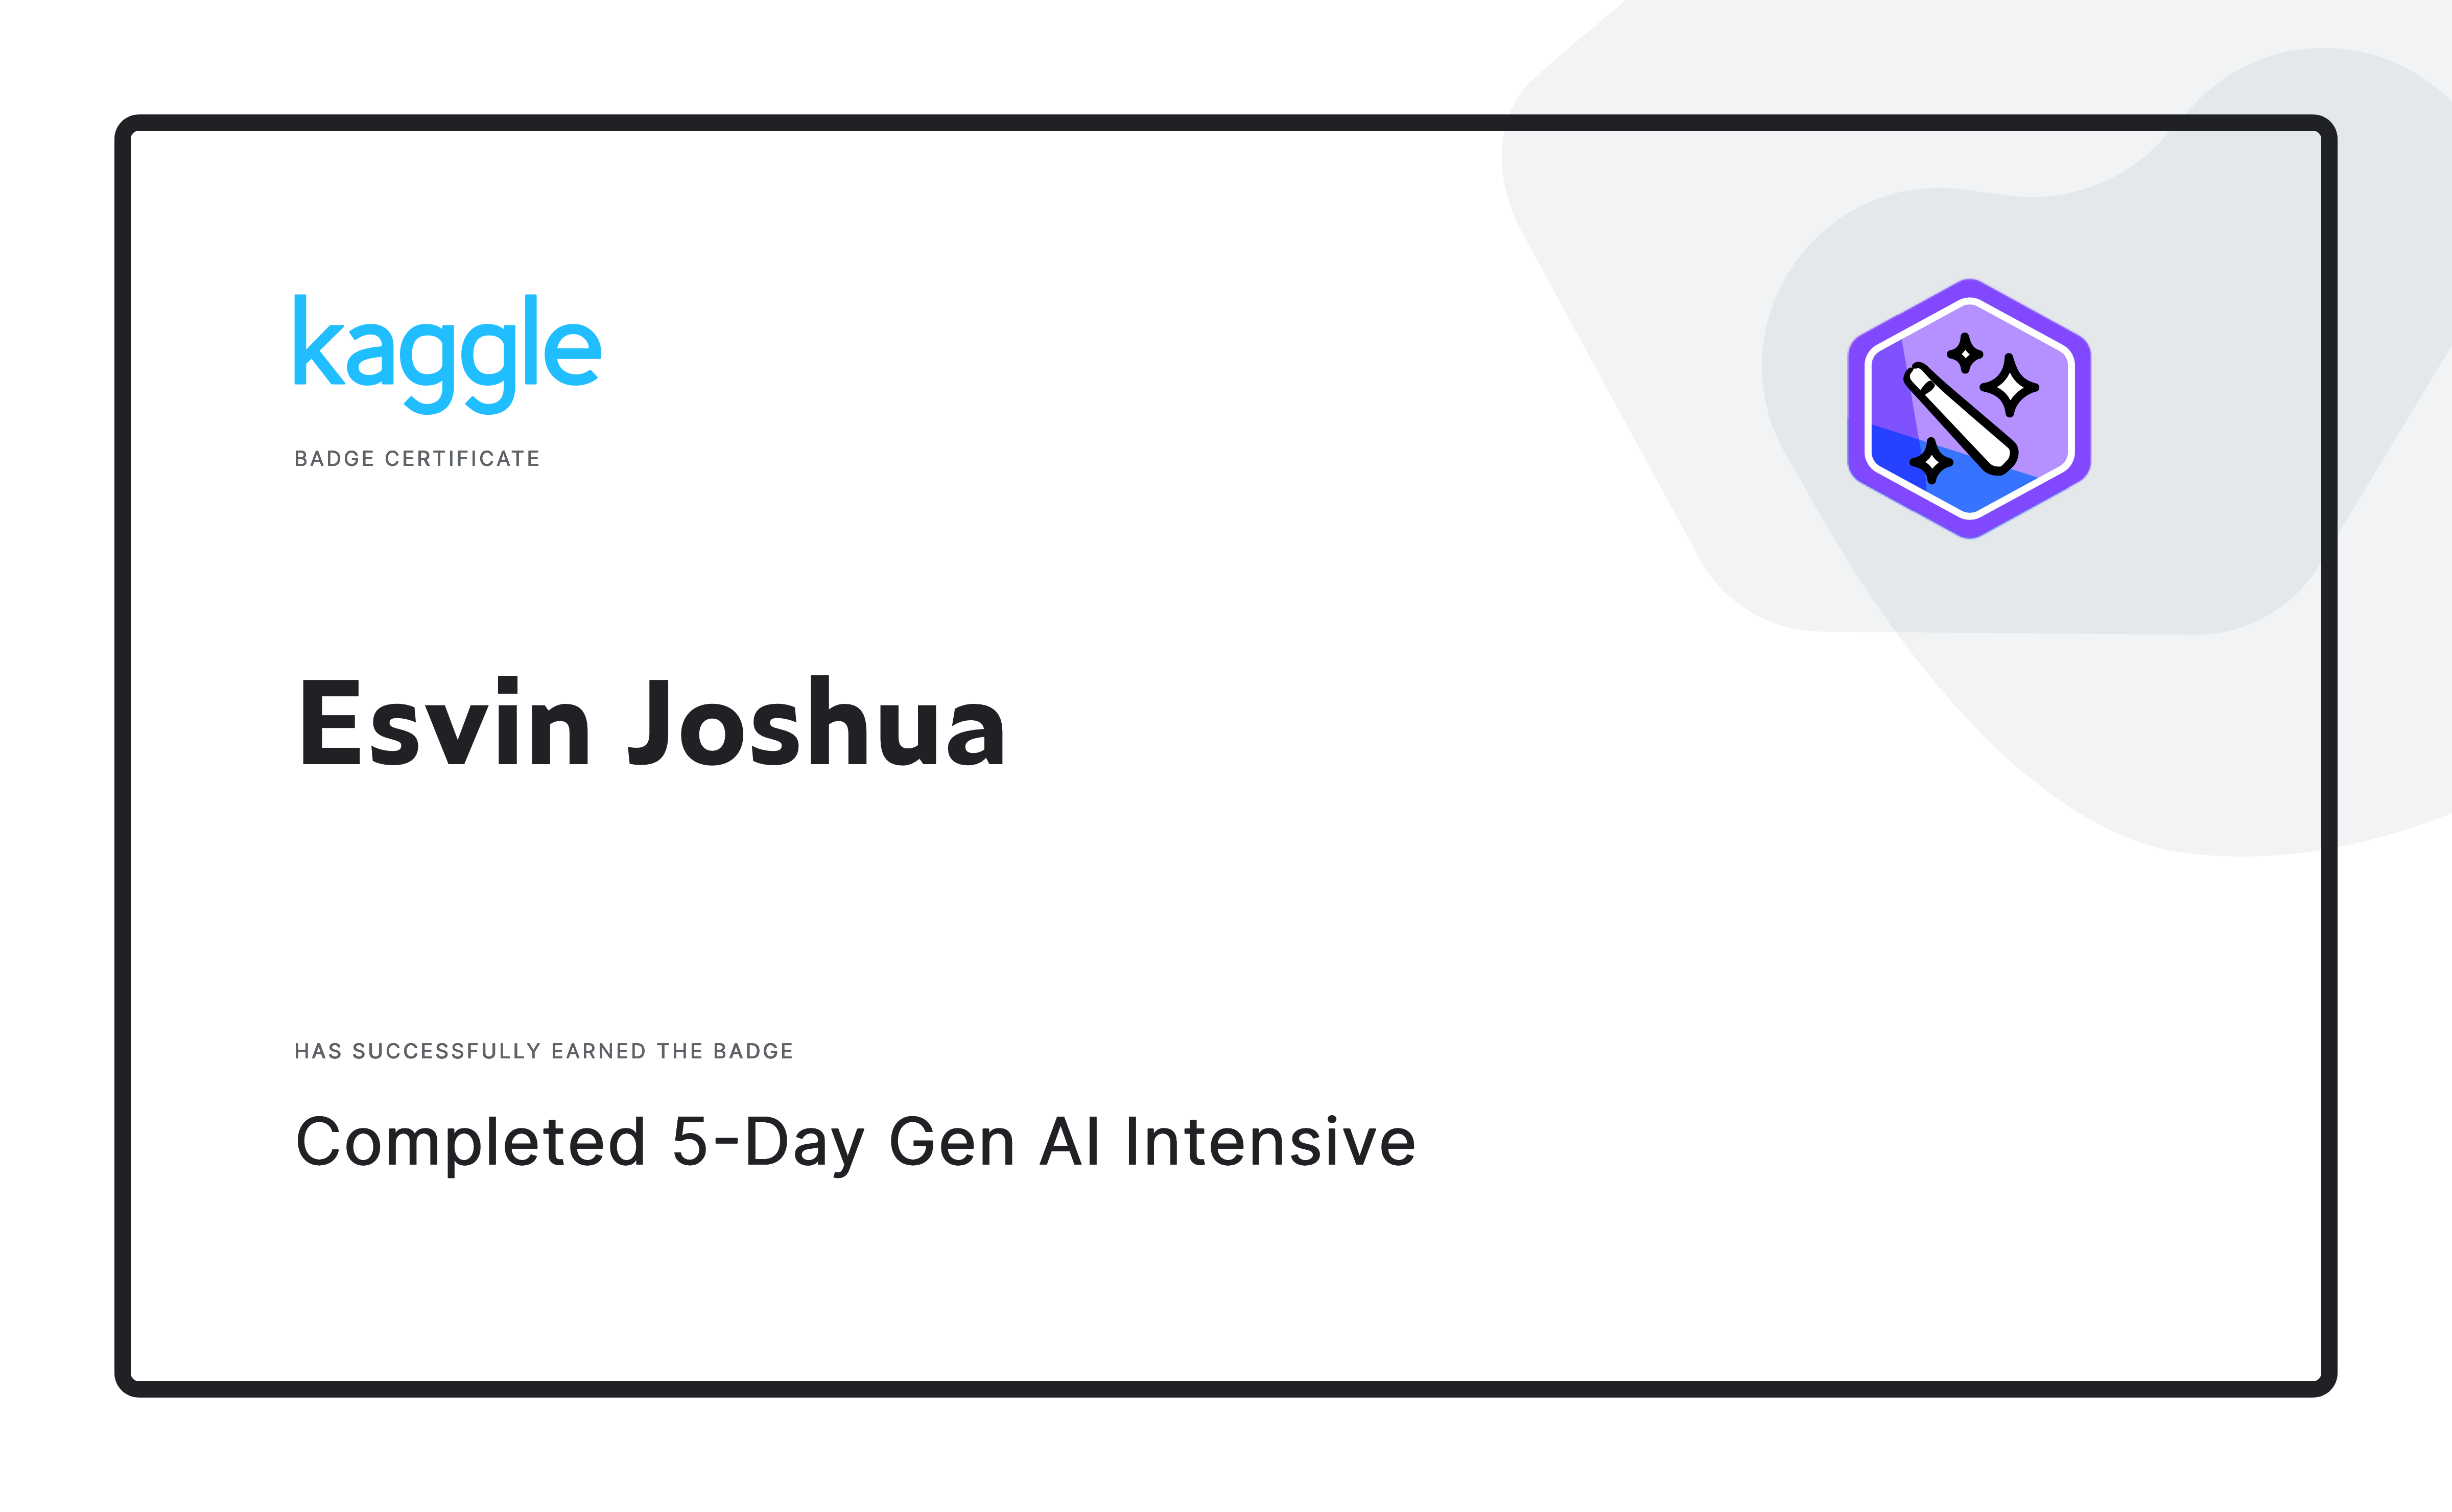 kaggle
BADGE CERTIFICATE
Esvin Joshua
HAS SUCCESSFULLY EARNED THE BADGE
Completed 5-Day Gen AI Intensive